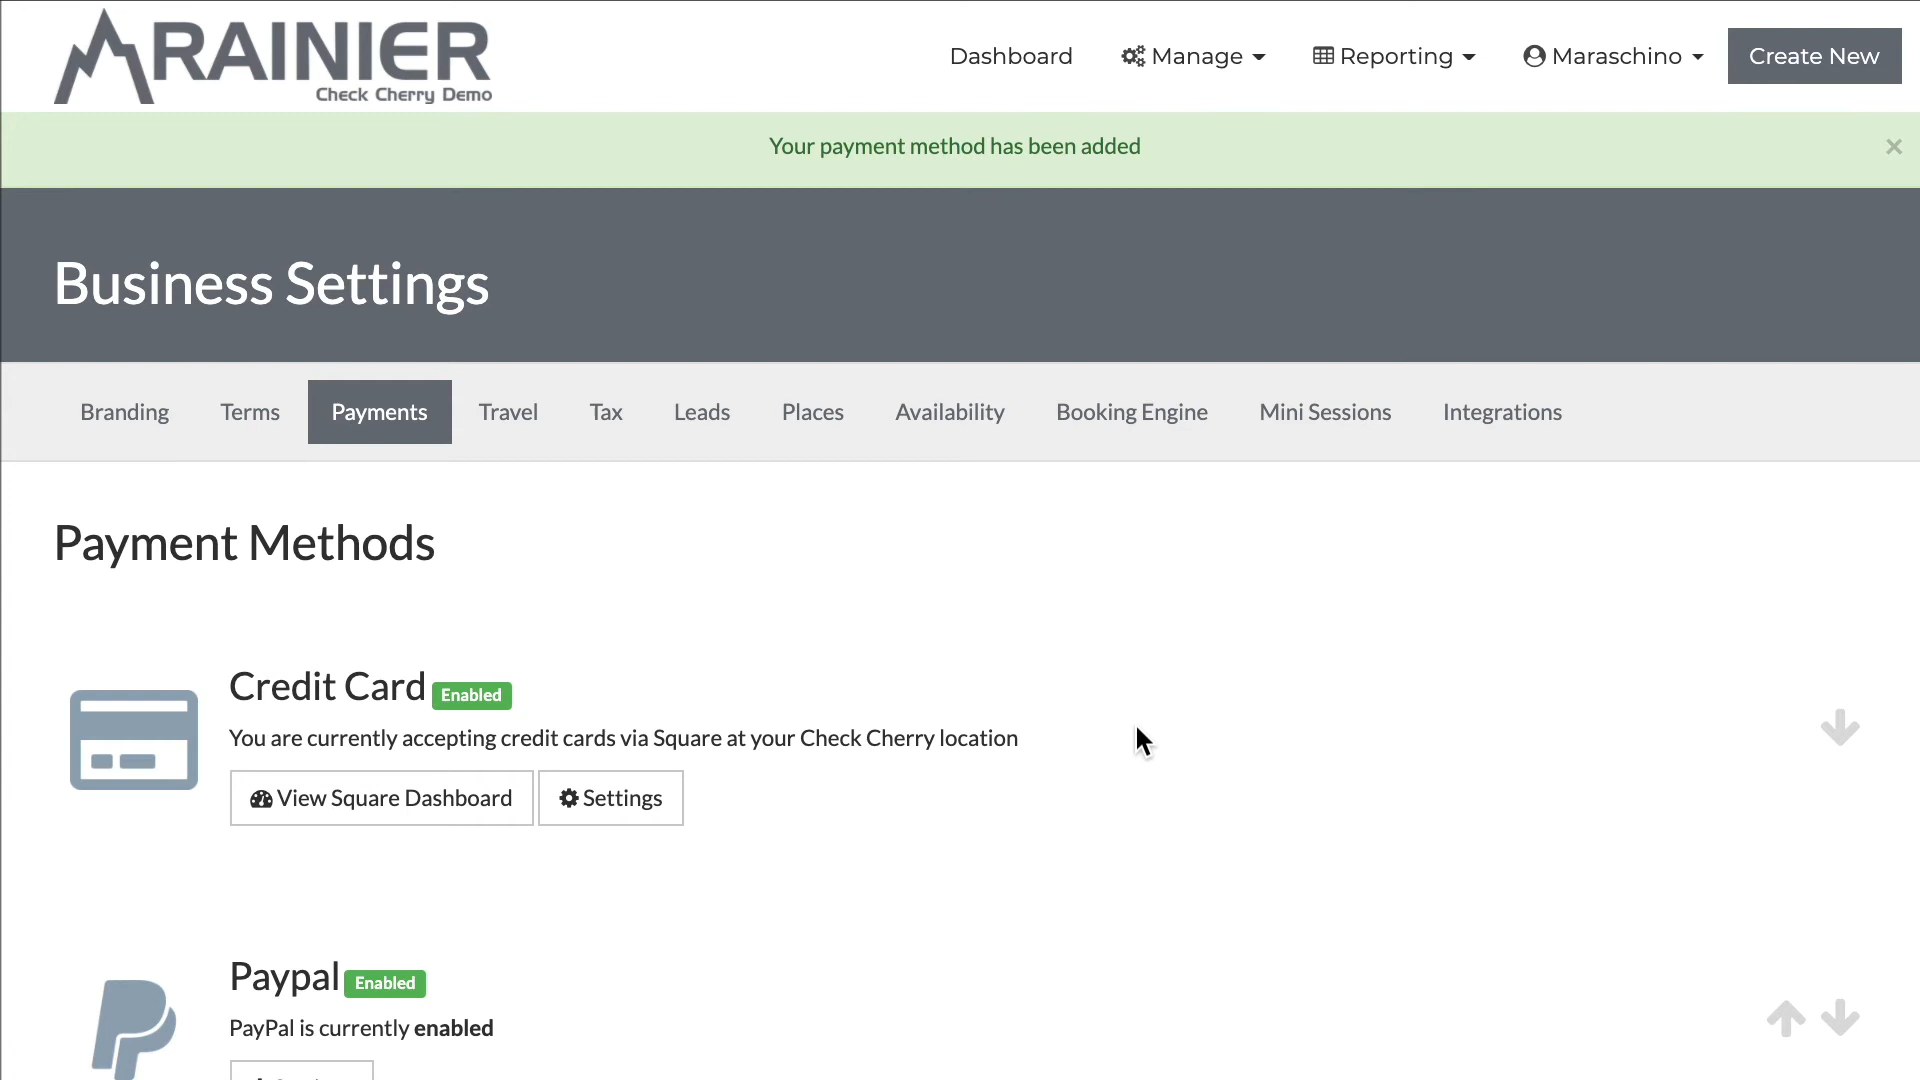 RAINIER
Check Cherry Demo
Dashboard Manage Reporting Maraschino Create New
Your payment method has been added ×
Business Settings
Branding Terms Payments Travel Tax Leads Places Availability Booking Engine Mini Sessions Integrations
Payment Methods
Credit Card Enabled
You are currently accepting credit cards via Square at your Check Cherry location
View Square Dashboard Settings
Paypal Enabled
PayPal is currently enabled